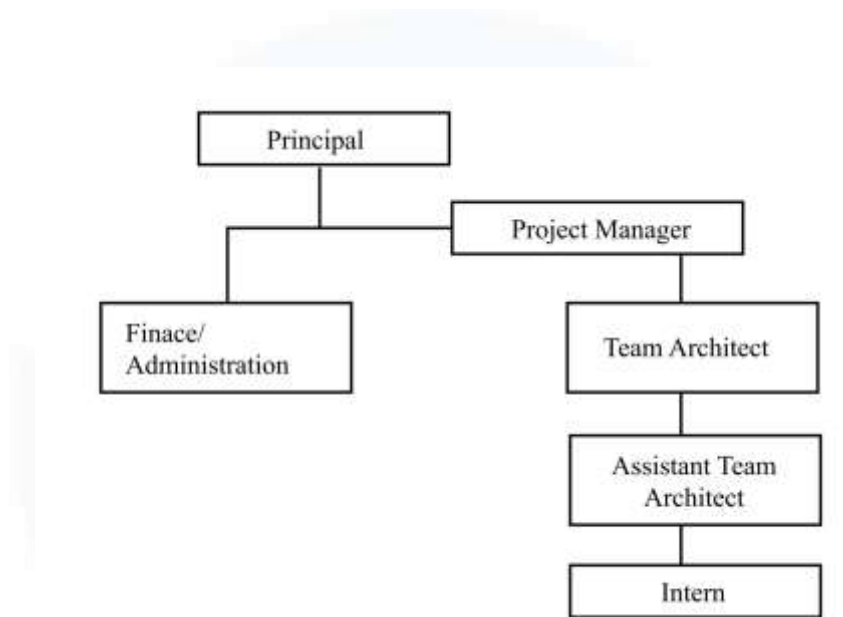 Principal
Project Manager
Finace/
Administration
Team Architect
Assistant Team
Architect
Intern